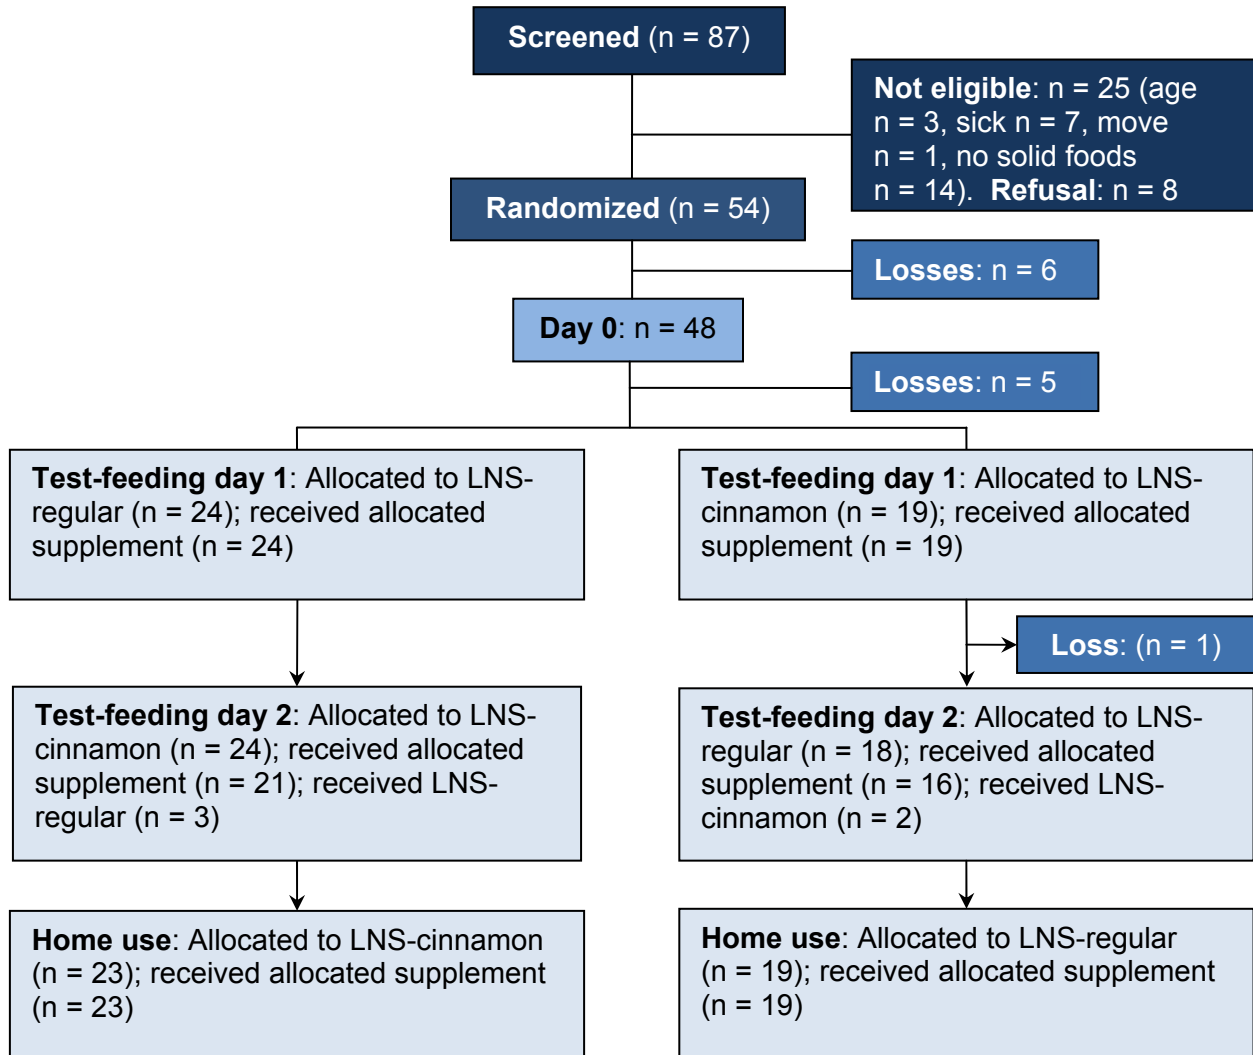 Screened (n = 87)
Not eligible: n = 25 (age
n = 3, sick n = 7, move
n = 1, no solid foods
n = 14). Refusal: n = 8
Randomized (n = 54)
Losses: n = 6
Day 0: n = 48
Losses: n = 5
Test-feeding day 1: Allocated to LNS-
regular (n = 24); received allocated
supplement (n = 24)
Test-feeding day 1: Allocated to LNS-
cinnamon (n = 19); received allocated
supplement (n = 19)
Loss: (n = 1)
Test-feeding day 2: Allocated to LNS-
cinnamon (n = 24); received allocated
supplement (n = 21); received LNS-
regular (n = 3)
Test-feeding day 2: Allocated to LNS-
regular (n = 18); received allocated
supplement (n = 16); received LNS-
cinnamon (n = 2)
Home use: Allocated to LNS-cinnamon
(n = 23); received allocated supplement
(n = 23)
Home use: Allocated to LNS-regular
(n = 19); received allocated supplement
(n = 19)